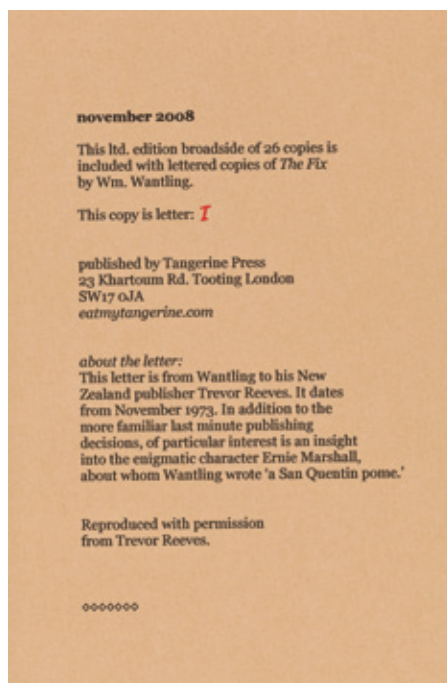 november 2008
This ltd. edition broadside of 26 copies is
included with lettered copies of The Fix
by Wm. Wantling.
This copy is letter: I
published by Tangerine Press
23 Khartoum Rd. Tooting London
SW17 0JA
eatmytangerine.com
about the letter:
This letter is from Wantling to his New
Zealand publisher Trevor Reeves. It dates
from November 1973. In addition to the
more familiar last minute publishing
decisions, of particular interest is an insight
into the enigmatic character Ernie Marshall,
about whom Wantling wrote 'a San Quentin pome.'
Reproduced with permission
from Trevor Reeves.
◇◇◇◇◇◇◇